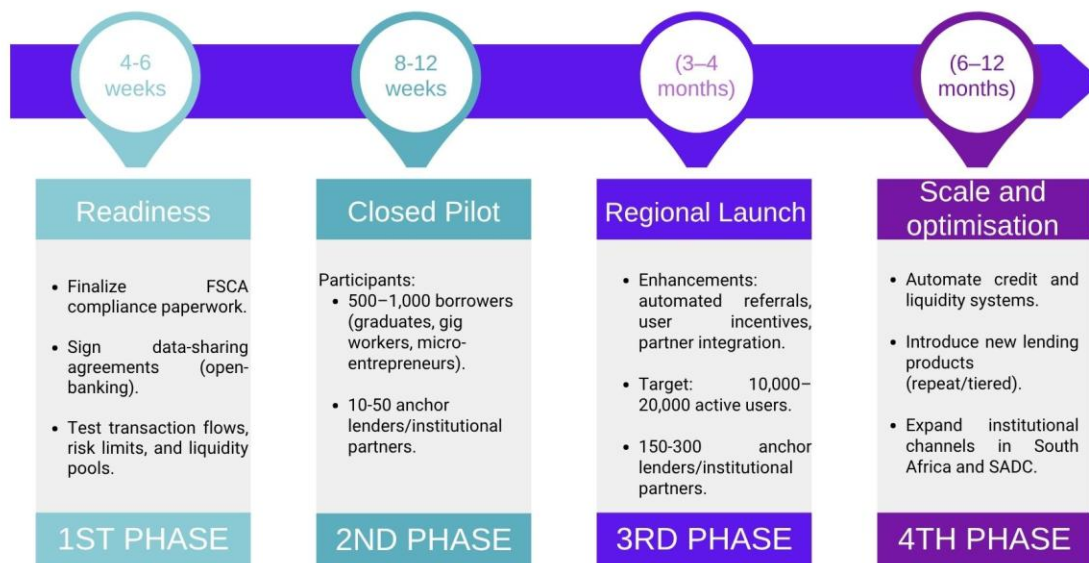 4-6
weeks
8-12
weeks
(3–4
months)
(6–12
months)
Readiness
• Finalize FSCA
compliance paperwork.
• Sign data-sharing
agreements (open-
banking).
• Test transaction flows,
risk limits, and liquidity
pools.
1ST PHASE
Closed Pilot
Participants:
• 500–1,000 borrowers
(graduates, gig
workers, micro-
entrepreneurs).
• 10-50 anchor
lenders/institutional
partners.
2ND PHASE
Regional Launch
• Enhancements:
automated referrals,
user incentives,
partner integration.
• Target: 10,000–
20,000 active users.
• 150-300 anchor
lenders/institutional
partners.
3RD PHASE
Scale and
optimisation
• Automate credit and
liquidity systems.
• Introduce new lending
products
(repeat/tiered).
• Expand institutional
channels in South
Africa and SADC.
4TH PHASE